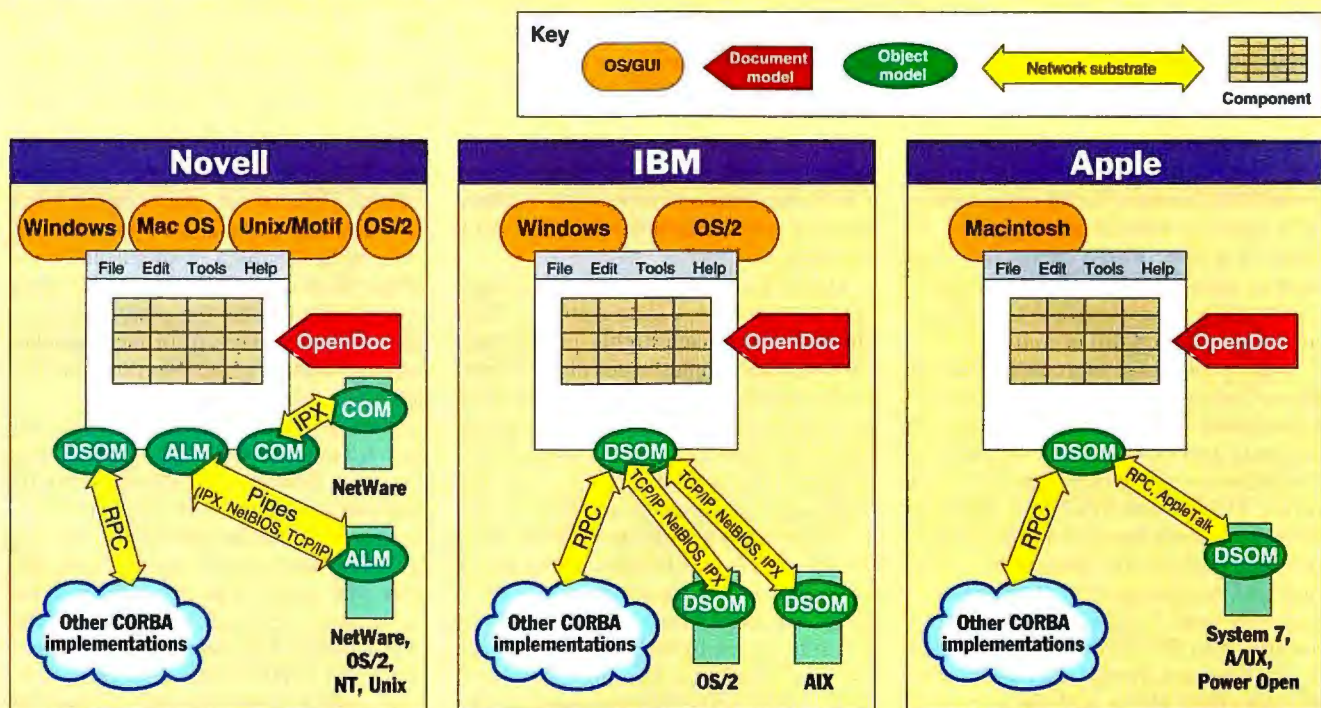 Key
OS/GUI
Document
model
Object
model
Network substrate
Component
Novell
Windows
Mac OS
Unix/Motif
OS/2
File Edit Tools Help
OpenDoc
COM
IPX
DSOM
ALM
COM
NetWare
RPC
Pipes
(IPX, NetBIOS, TCP/IP)
ALM
Other CORBA
implementations
NetWare,
OS/2,
NT, Unix
IBM
Windows
OS/2
File Edit Tools Help
OpenDoc
DSOM
RPC
TCP/IP, NetBIOS, IPX
TCP/IP, NetBIOS, IPX
DSOM
DSOM
Other CORBA
implementations
OS/2
AIX
Apple
Macintosh
File Edit Tools Help
OpenDoc
DSOM
RPC
RPC, AppleTalk
DSOM
Other CORBA
implementations
System 7,
A/UX,
Power Open